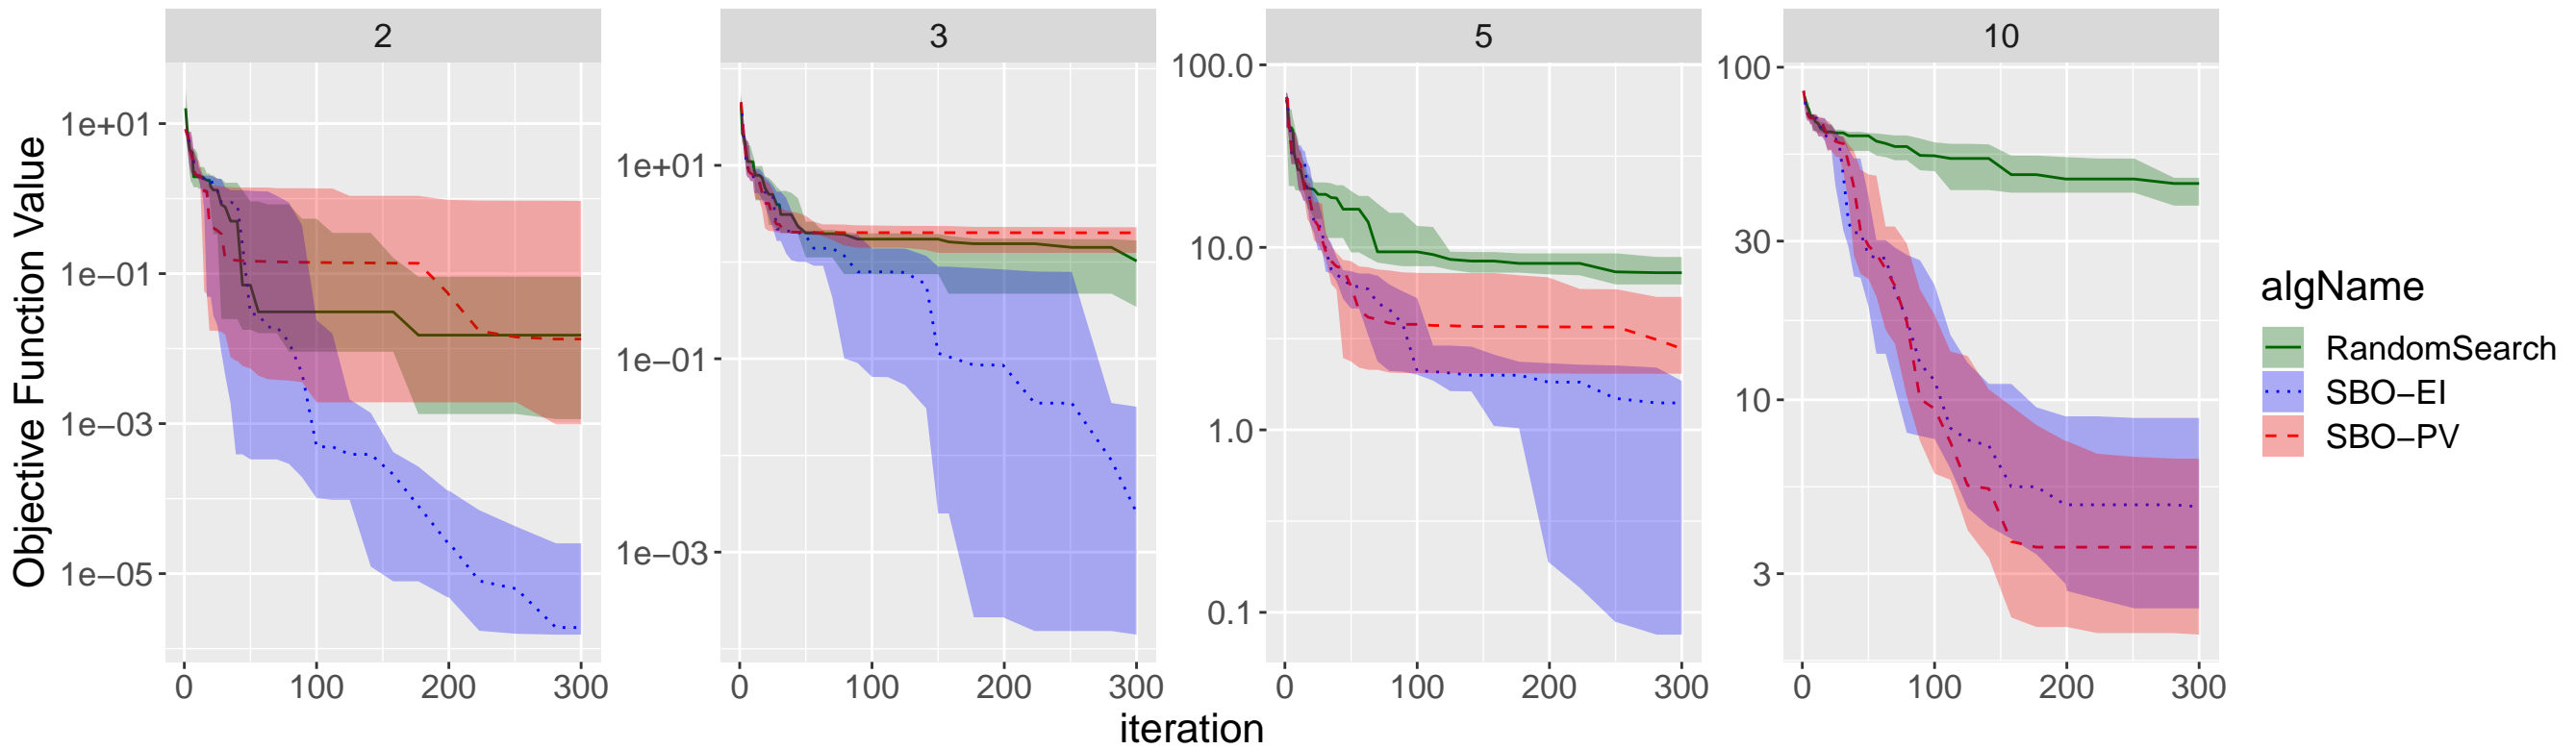 2
3
5
10
Objective Function Value
1e+01
1e−01
1e−03
1e−05
1e+01
1e−01
1e−03
100.0
10.0
1.0
0.1
100
30
10
3
0 100 200 300
0 100 200 300
0 100 200 300
0 100 200 300
iteration
algName
RandomSearch
SBO−EI
SBO−PV